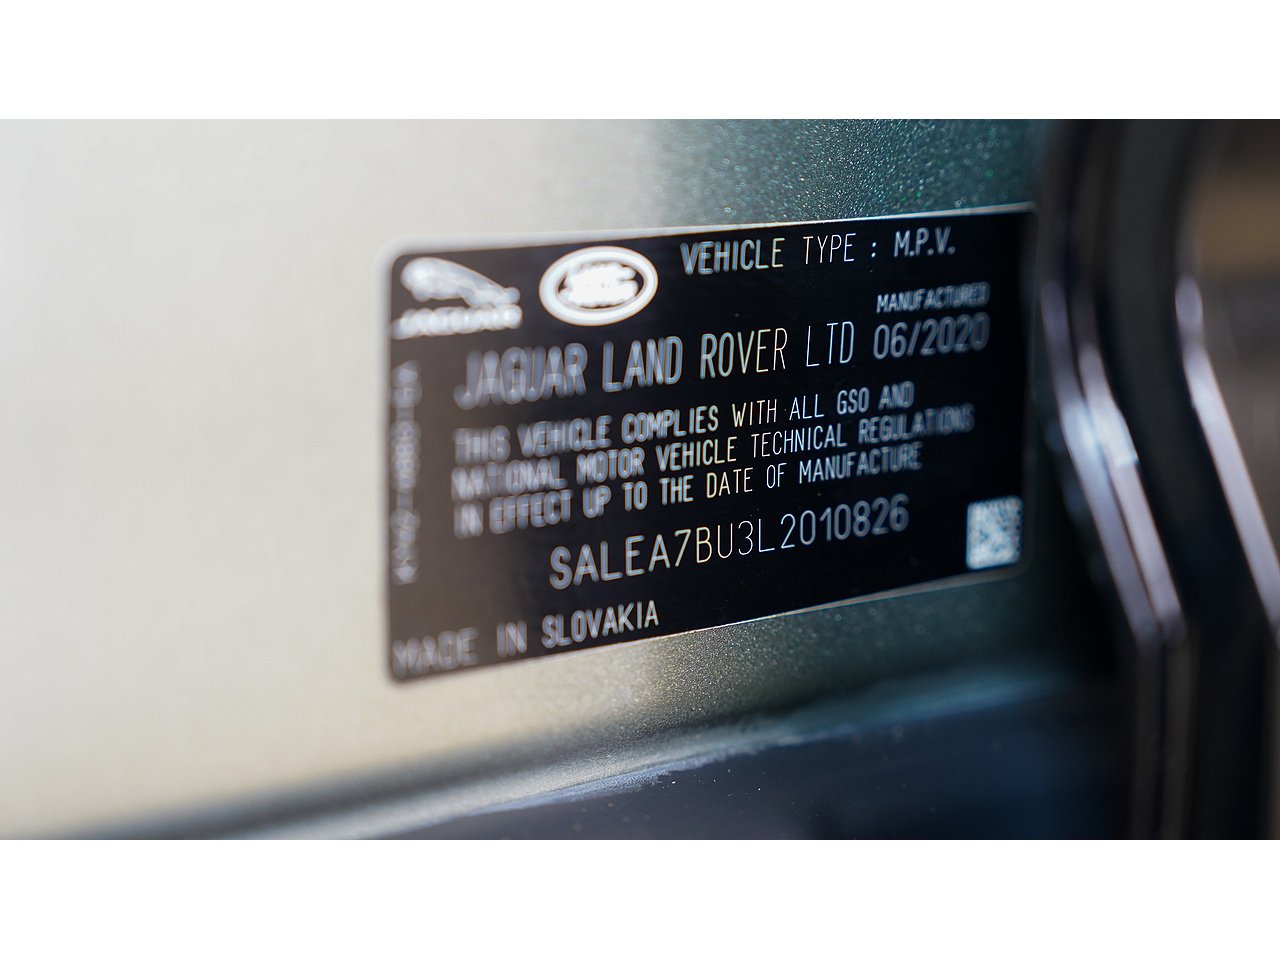 JAGUAR
VEHICLE TYPE : M.P.V.
MANUFACTURED
JAGUAR LAND ROVER LTD 06/2020
THIS VEHICLE COMPLIES WITH ALL GSO AND
NATIONAL MOTOR VEHICLE TECHNICAL REGULATIONS
IN EFFECT UP TO THE DATE OF MANUFACTURE
SALEA7BU3L2010826
MADE IN SLOVAKIA